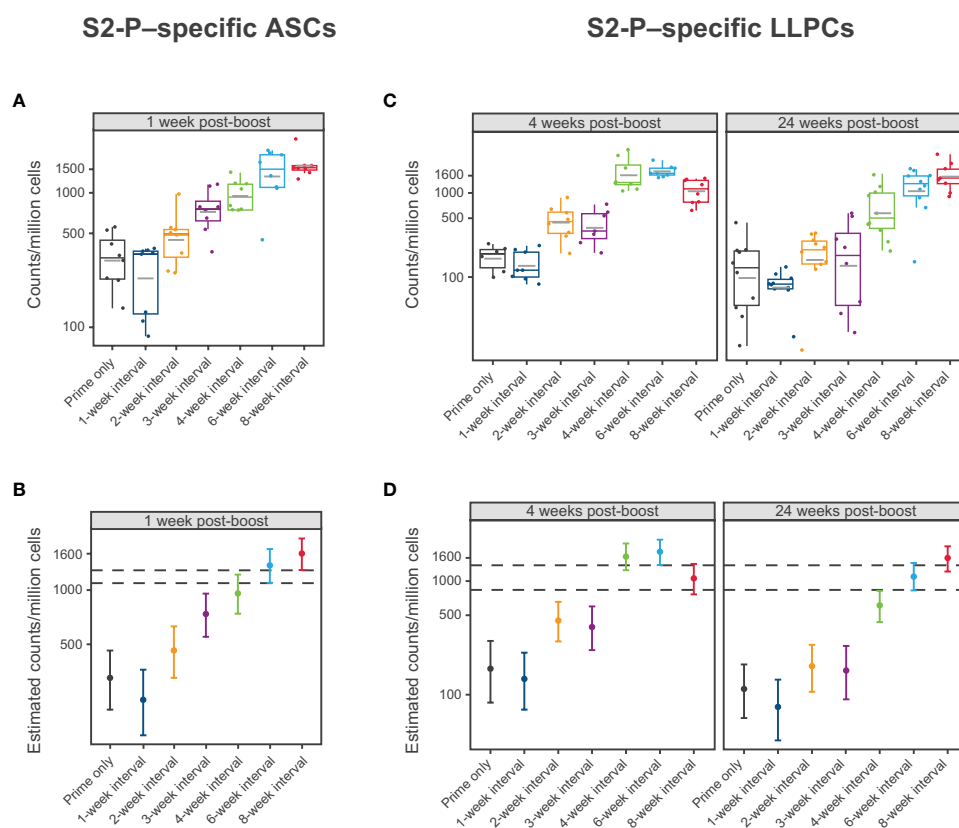 S2-P–specific ASCs
S2-P–specific LLPCs
A
1 week post-boost
Counts/million cells
1500
1000
500
100
Prime only
1-week interval
2-week interval
3-week interval
4-week interval
6-week interval
8-week interval
C
4 weeks post-boost
24 weeks post-boost
Counts/million cells
1600
1000
500
100
Prime only
1-week interval
2-week interval
3-week interval
4-week interval
6-week interval
8-week interval
Prime only
1-week interval
2-week interval
3-week interval
4-week interval
6-week interval
8-week interval
B
1 week post-boost
Estimated counts/million cells
1600
1000
500
Prime only
1-week interval
2-week interval
3-week interval
4-week interval
6-week interval
8-week interval
D
4 weeks post-boost
24 weeks post-boost
Estimated counts/million cells
1600
1000
500
100
Prime only
1-week interval
2-week interval
3-week interval
4-week interval
6-week interval
8-week interval
Prime only
1-week interval
2-week interval
3-week interval
4-week interval
6-week interval
8-week interval